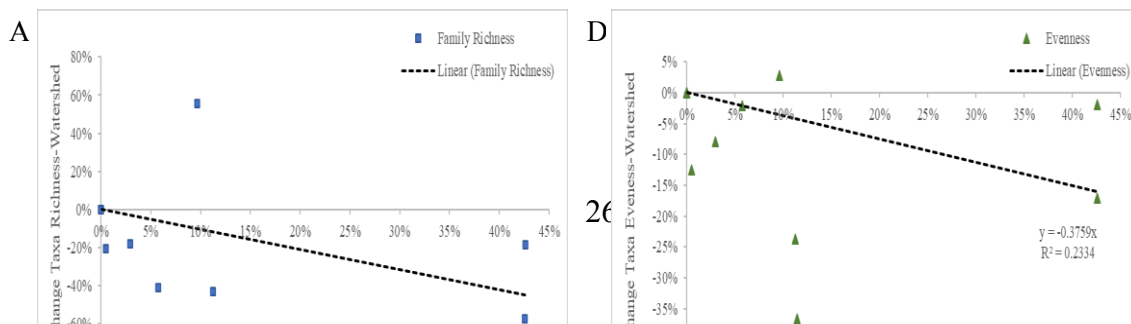 A
Family Richness
Linear (Family Richness)
80%
60%
40%
20%
0%
-20%
-40%
-60%
0% 5% 10% 15% 20% 25% 30% 35% 40% 45%
hange Taxa Richness-Watershed
26
D
Evenness
Linear (Evenness)
5%
0%
-5%
-10%
-15%
-20%
-25%
-30%
-35%
0% 5% 10% 15% 20% 25% 30% 35% 40% 45%
Change Taxa Eveness-Watershed
y = -0.3759x
R² = 0.2334